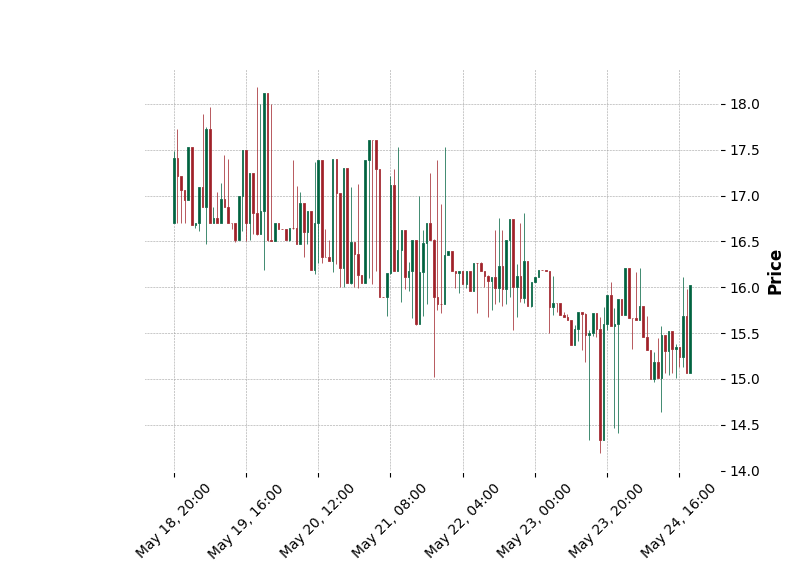 18.0
17.5
17.0
16.5
16.0
15.5
15.0
14.5
14.0
Price
May 18, 20:00
May 19, 16:00
May 20, 12:00
May 21, 08:00
May 22, 04:00
May 23, 00:00
May 23, 20:00
May 24, 16:00